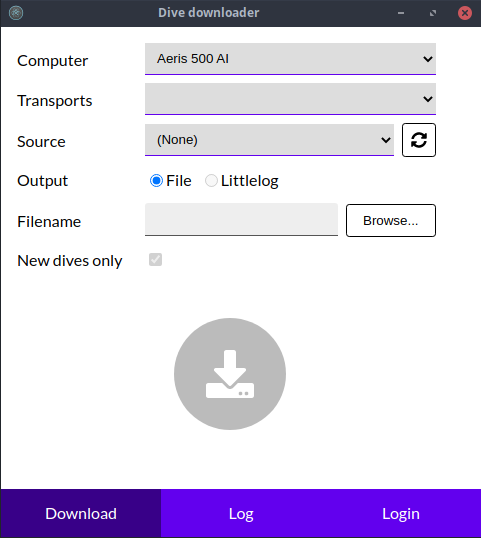 Dive downloader
Computer Aeris 500 AI
Transports
Source (None)
Output File Littlelog
Filename Browse...
New dives only
Download Log Login